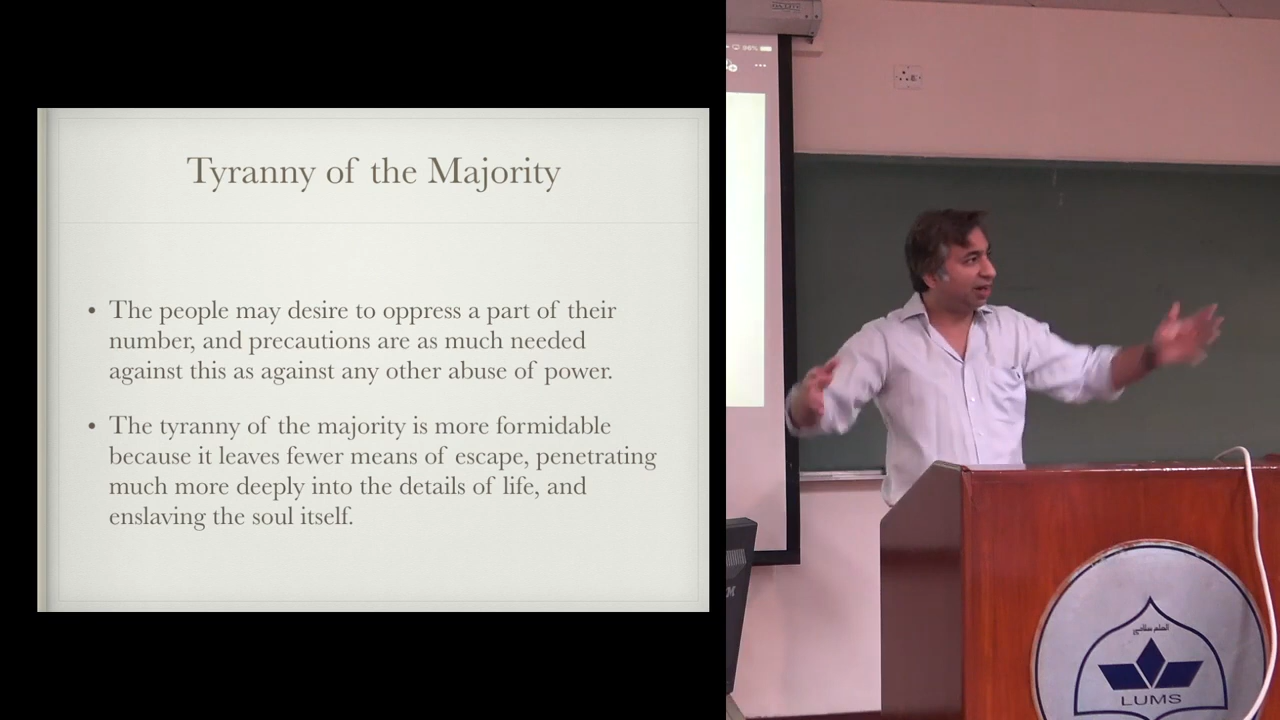 Tyranny of the Majority
• The people may desire to oppress a part of their
number, and precautions are as much needed
against this as against any other abuse of power.
• The tyranny of the majority is more formidable
because it leaves fewer means of escape, penetrating
much more deeply into the details of life, and
enslaving the soul itself.
96%
LUMS